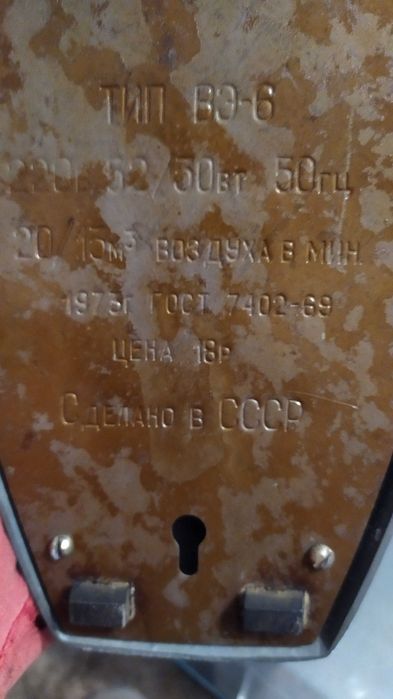 ТИП ВЭ-6
220в 52/50вт 50гц
20/15м³ ВОЗДУХА В МИН.
1973г. ГОСТ 7402-69
ЦЕНА 18р
СДЕЛАНО В СССР